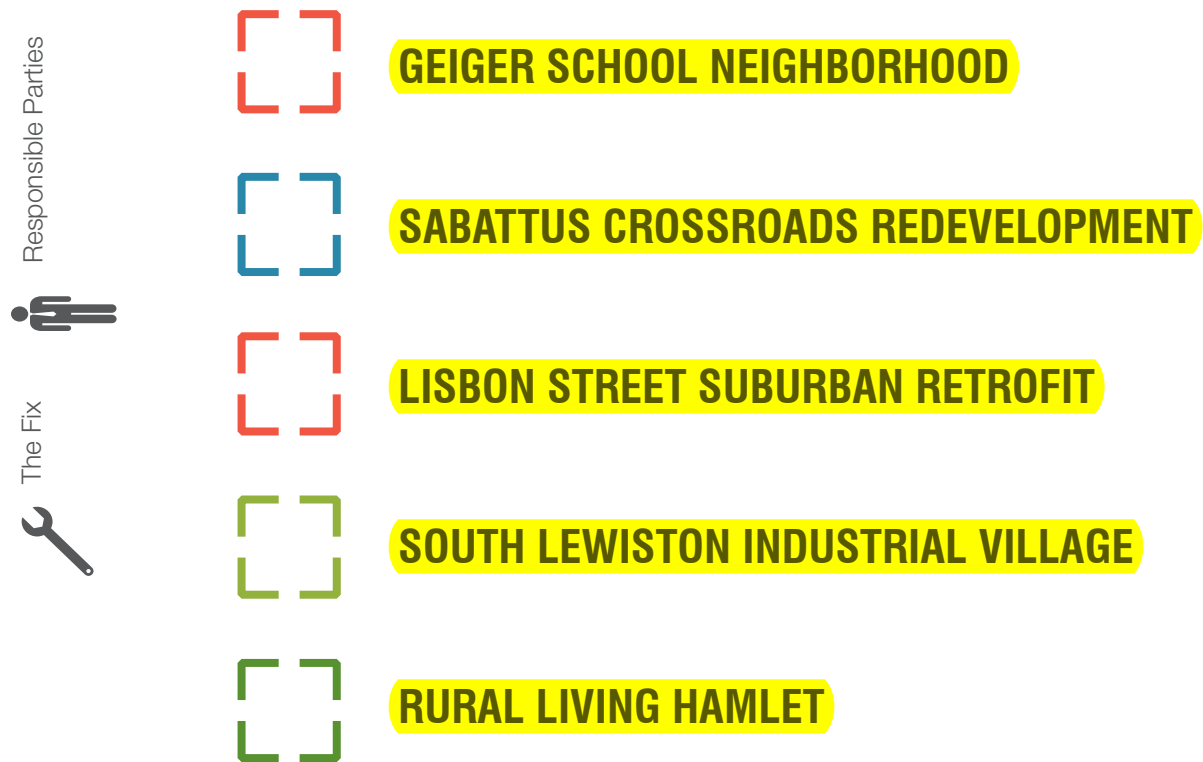 Responsible Parties
The Fix
GEIGER SCHOOL NEIGHBORHOOD
SABATTUS CROSSROADS REDEVELOPMENT
LISBON STREET SUBURBAN RETROFIT
SOUTH LEWISTON INDUSTRIAL VILLAGE
RURAL LIVING HAMLET